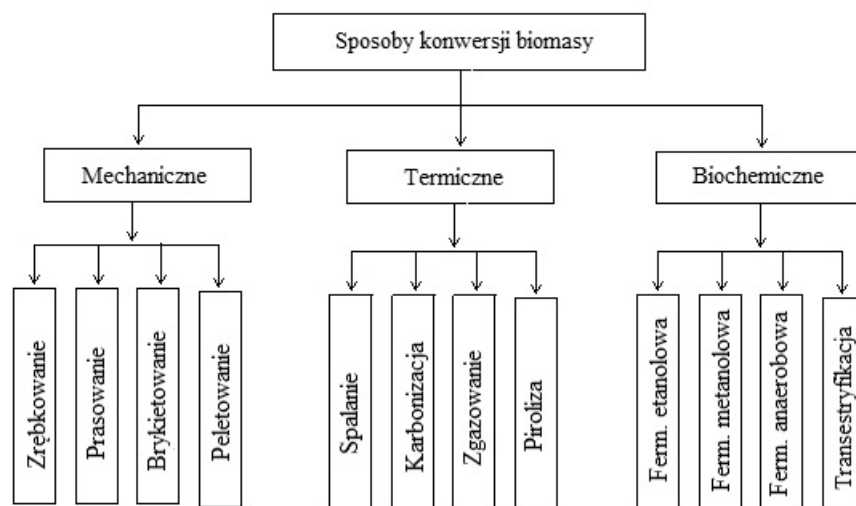 Sposoby konwersji biomasy
Mechaniczne
Termiczne
Biochemiczne
Zrębkowanie
Prasowanie
Brykietowanie
Peletowanie
Spalanie
Karbonizacja
Zgazowanie
Piroliza
Ferm. etanolowa
Ferm. metanolowa
Ferm. anaerobowa
Transestryfikacja